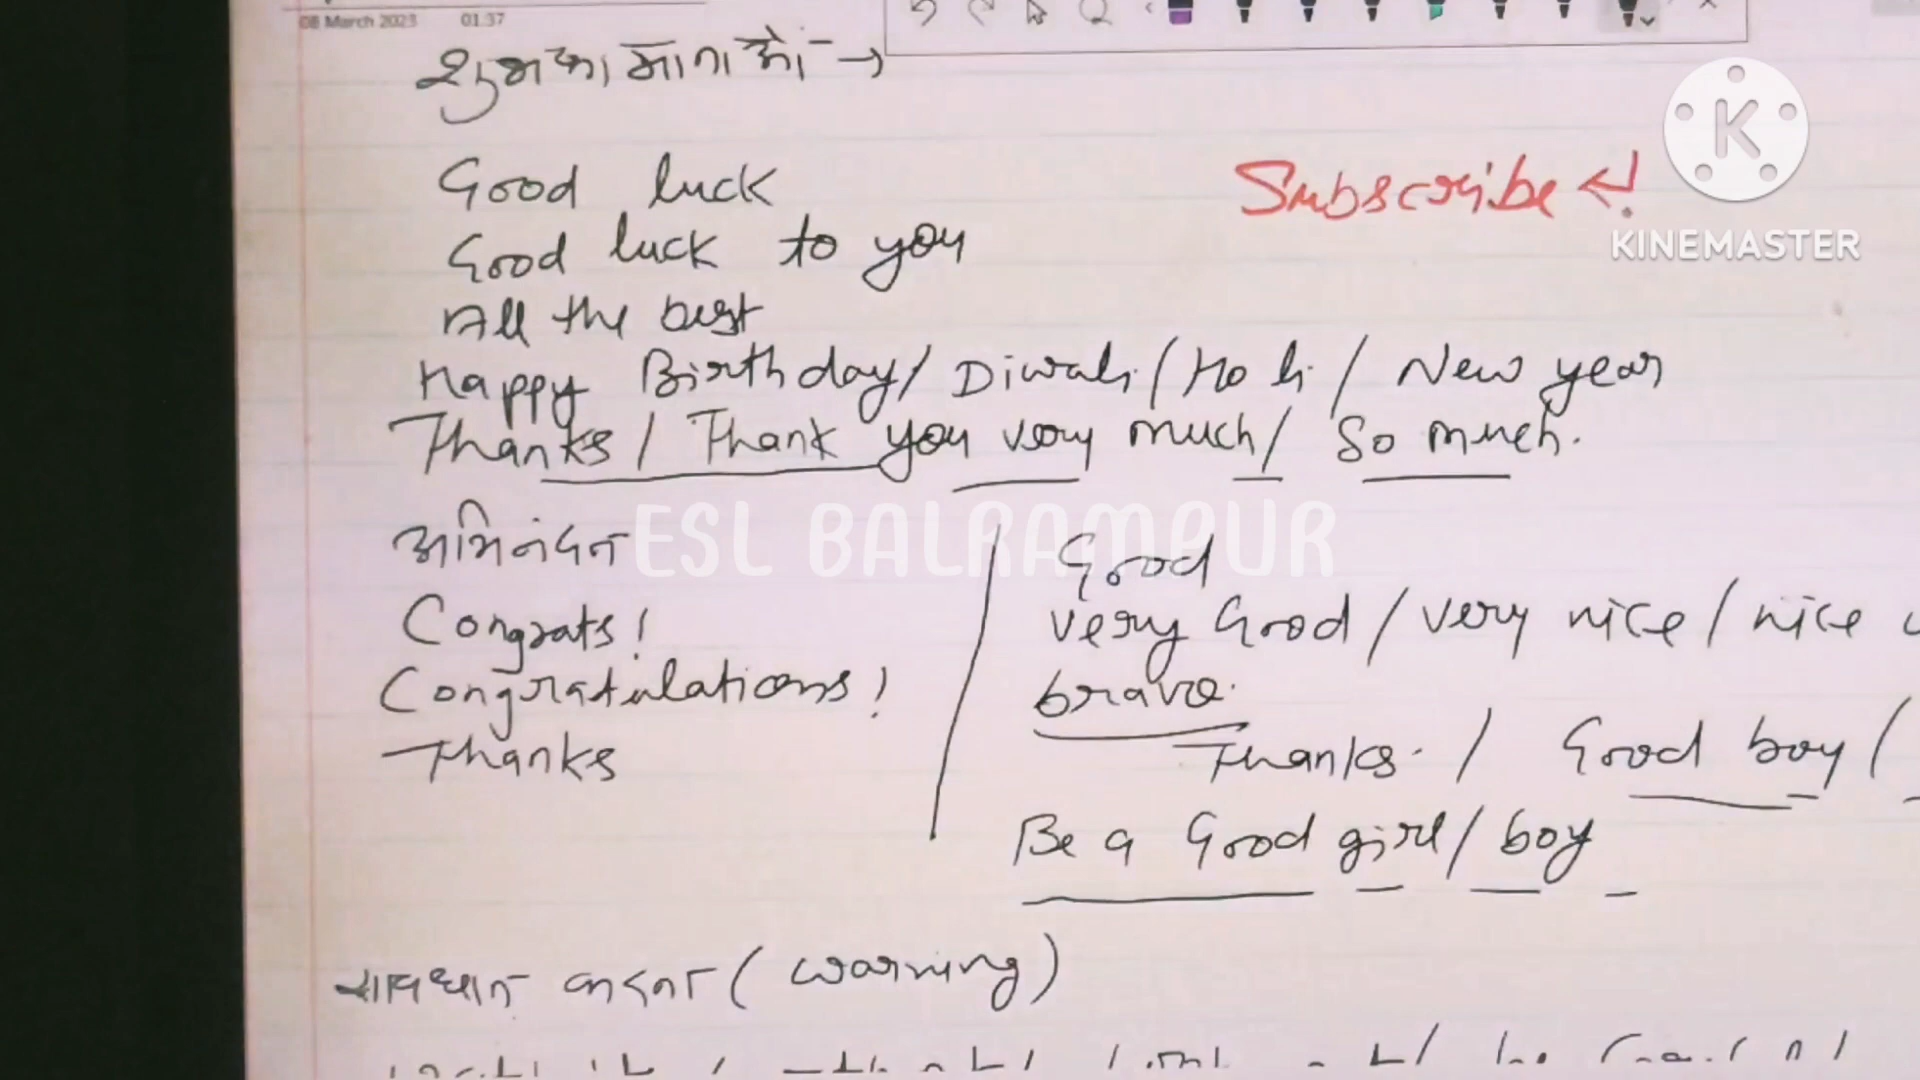 08 March 2023 01:37
शुभकामानाओं →
Good luck
Subscribe
KINEMASTER
Good luck to you
All the best
Happy Birthday / Diwali / Holi / New year
Thanks / Thank you very much / So much.
ESL BALRAMPUR
अभिनंदन
Congrats!
Congratulations!
Thanks
Good
very Good / very nice / nice
bravo.
Thanks. / Good boy /
Be a Good girl / boy
सावधान करना (warning)